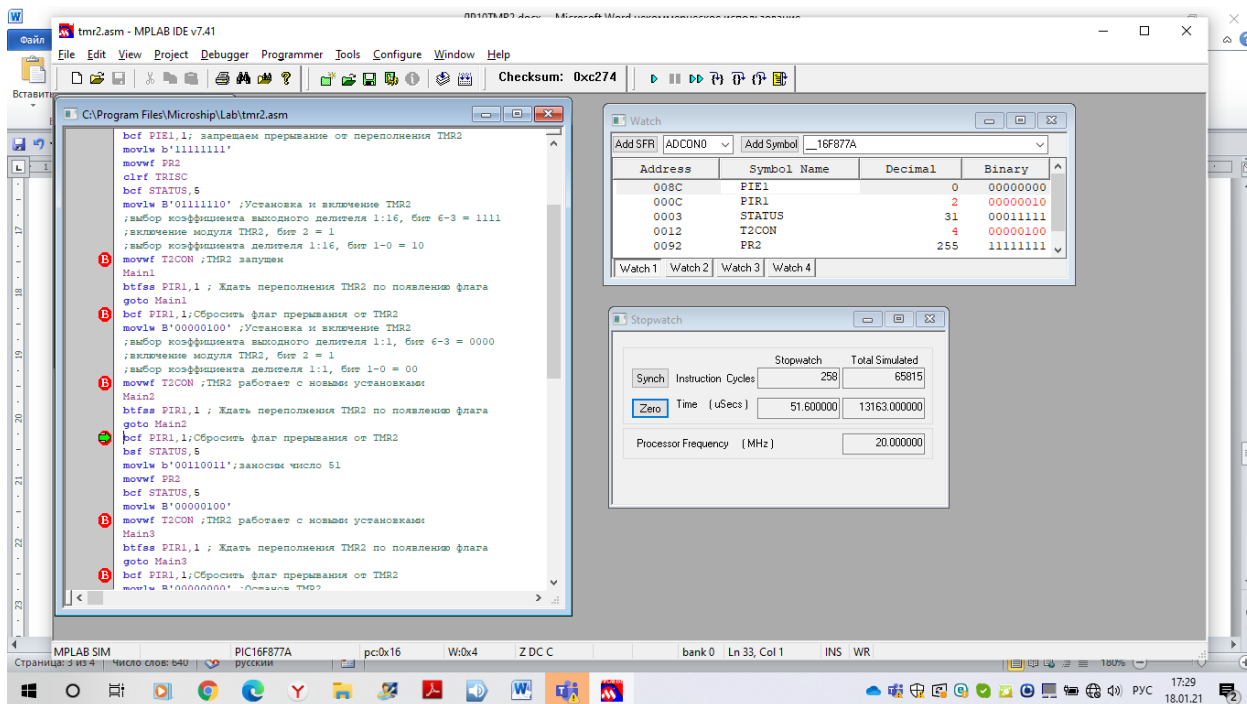 tmr2.asm - MPLAB IDE v7.41
Файл
File Edit View Project Debugger Programmer Tools Configure Window Help
Checksum: 0xc274
C:\Program Files\Microship\Lab\tmr2.asm
bcf PIE1,1; запрещаем прерывание от переполнения TMR2
movlw b'11111111'
movwf PR2
clrf TRISC
bcf STATUS,5
movlw B'01111110' ;Установка и включение TMR2
;выбор коэффициента выходного делителя 1:16, бит 6-3 = 1111
;включение модуля TMR2, бит 2 = 1
;выбор коэффициента делителя 1:16, бит 1-0 = 10
B movwf T2CON ;TMR2 запущен
Main1
btfss PIR1,1 ; Ждать переполнения TMR2 по появлению флага
goto Main1
B bcf PIR1,1;Сбросить флаг прерывания от TMR2
movlw B'00000100' ;Установка и включение TMR2
;выбор коэффициента выходного делителя 1:1, бит 6-3 = 0000
;включение модуля TMR2, бит 2 = 1
;выбор коэффициента делителя 1:1, бит 1-0 = 00
B movwf T2CON ;TMR2 работает с новыми установками
Main2
btfss PIR1,1 ; Ждать переполнения TMR2 по появлению флага
goto Main2
bcf PIR1,1;Сбросить флаг прерывания от TMR2
bsf STATUS,5
movlw b'00110011';заносим число 51
movwf PR2
bcf STATUS,5
movlw B'00000100'
B movwf T2CON ;TMR2 работает с новыми установками
Main3
btfss PIR1,1 ; Ждать переполнения TMR2 по появлению флага
goto Main3
B bcf PIR1,1;Сбросить флаг прерывания от TMR2
movlw B'00000000' ;Останов TMR2
Watch
Add SFR ADCON0 Add Symbol __16F877A
Address Symbol Name Decimal Binary
008C PIE1 0 00000000
000C PIR1 2 00000010
0003 STATUS 31 00011111
0012 T2CON 4 00000100
0092 PR2 255 11111111
Watch 1 Watch 2 Watch 3 Watch 4
Stopwatch
Stopwatch Total Simulated
Synch Instruction Cycles 258 65815
Zero Time (uSecs) 51.600000 13163.000000
Processor Frequency (MHz) 20.000000
MPLAB SIM PIC16F877A pc:0x16 W:0x4 Z DC C bank 0 Ln 33, Col 1 INS WR
Страница: 3 из 4 Число слов: 640 русский 180%
РУС 17:29
18.01.21